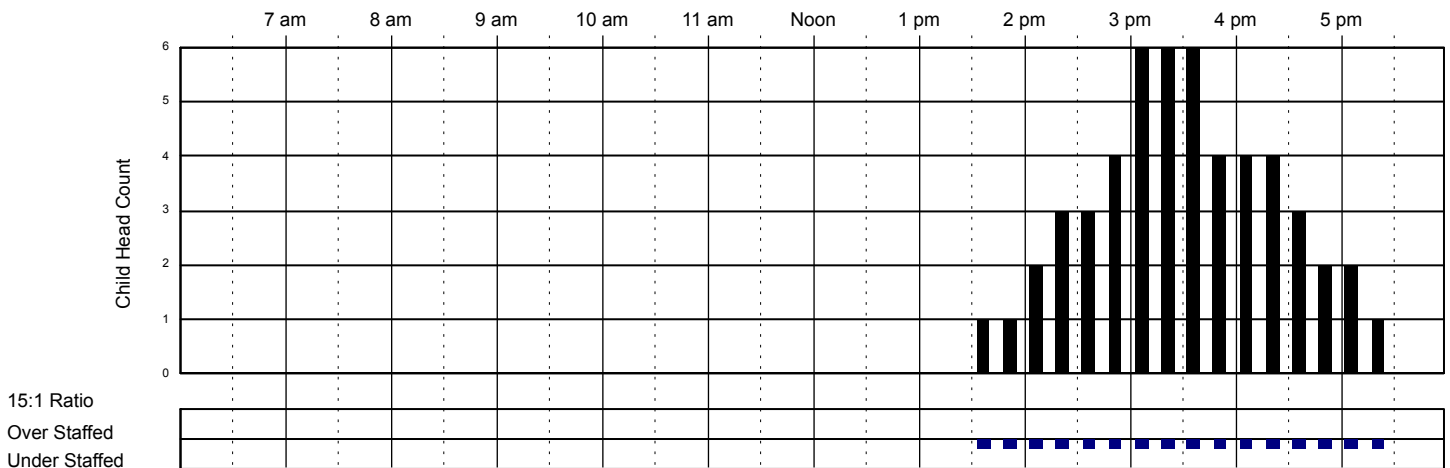 7 am 8 am 9 am 10 am 11 am Noon 1 pm 2 pm 3 pm 4 pm 5 pm
6
5
4
3
2
1
0
Child Head Count
15:1 Ratio
Over Staffed
Under Staffed